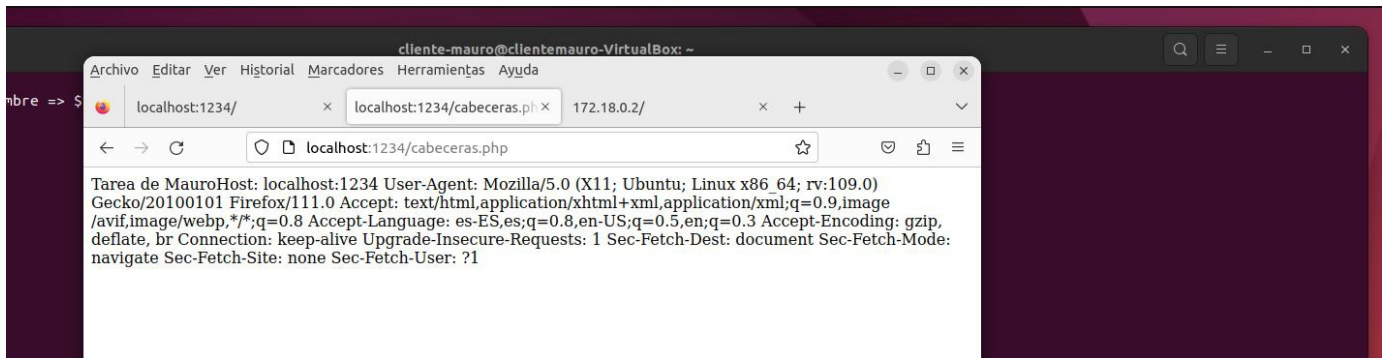 cliente-mauro@clientemauro-VirtualBox: ~
Archivo Editar Ver Historial Marcadores Herramientas Ayuda
mbre => $
localhost:1234/
localhost:1234/cabeceras.ph
172.18.0.2/
localhost:1234/cabeceras.php
Tarea de MauroHost: localhost:1234 User-Agent: Mozilla/5.0 (X11; Ubuntu; Linux x86_64; rv:109.0)
Gecko/20100101 Firefox/111.0 Accept: text/html,application/xhtml+xml,application/xml;q=0.9,image
/avif,image/webp,*/*;q=0.8 Accept-Language: es-ES,es;q=0.8,en-US;q=0.5,en;q=0.3 Accept-Encoding: gzip,
deflate, br Connection: keep-alive Upgrade-Insecure-Requests: 1 Sec-Fetch-Dest: document Sec-Fetch-Mode:
navigate Sec-Fetch-Site: none Sec-Fetch-User: ?1